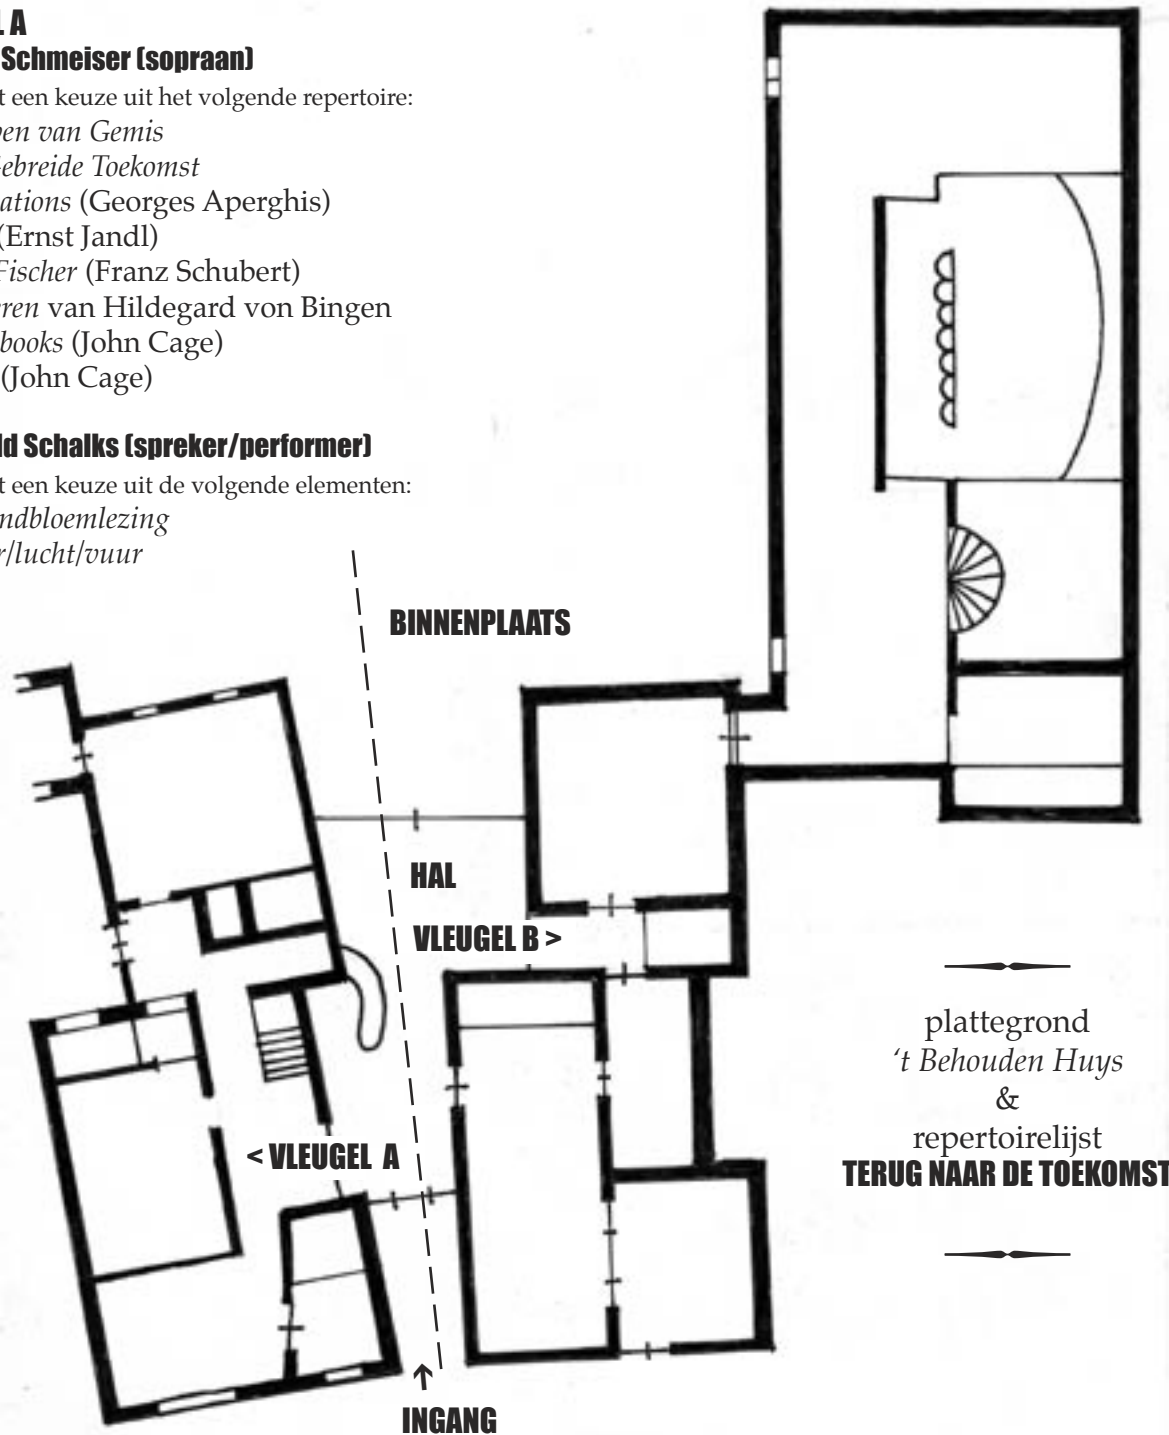 L A
Schmeiser (sopraan)
t een keuze uit het volgende repertoire:
en van Gemis
ebreide Toekomst
ations (Georges Aperghis)
(Ernst Jandl)
Fischer (Franz Schubert)
eren van Hildegard von Bingen
books (John Cage)
(John Cage)
ld Schalks (spreker/performer)
t een keuze uit de volgende elementen:
ndbloemlezing
r/lucht/vuur
BINNENPLAATS
HAL
VLEUGEL B >
< VLEUGEL A
INGANG
plattegrond
‘t Behouden Huys
&
repertoirelijst
TERUG NAAR DE TOEKOMST